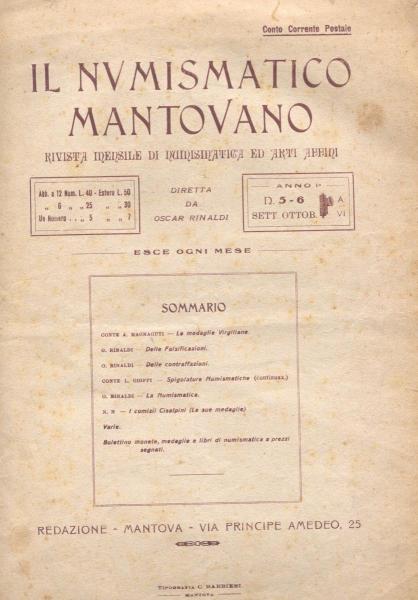 Conto Corrente Postale
IL NVMISMATICO
MANTOVANO
RIVISTA MENSILE DI NUMISMATICA ED ARTI AFFINI
Abb. a 12 Num. L. 40 - Estero L. 50
„ 6 „ „ 25 „ „ 30
Un Numero . . „ 5 „ „ 7
DIRETTA
DA
OSCAR RINALDI
ANNO I°
N. 5-6
SETT OTTOB.
A
VI
ESCE OGNI MESE
SOMMARIO
CONTE A. MAGNAGUTI — Le medaglie Virgiliane.
O. RINALDI — Delle Falsificazioni.
O. RINALDI — Delle contraffazioni.
CONTE L. GIOPPI — Spigolature Numismatiche (continuaz.)
O. RINALDI — La Numismatica.
N. N — I comizii Cisalpini (Le sue medaglie)
Varie.
Bolettino monete, medaglie e libri di numismatica a prezzi
segnati.
REDAZIONE - MANTOVA - VIA PRINCIPE AMEDEO, 25
TIPOGRAFIA C. BARBIERI
MANTOVA